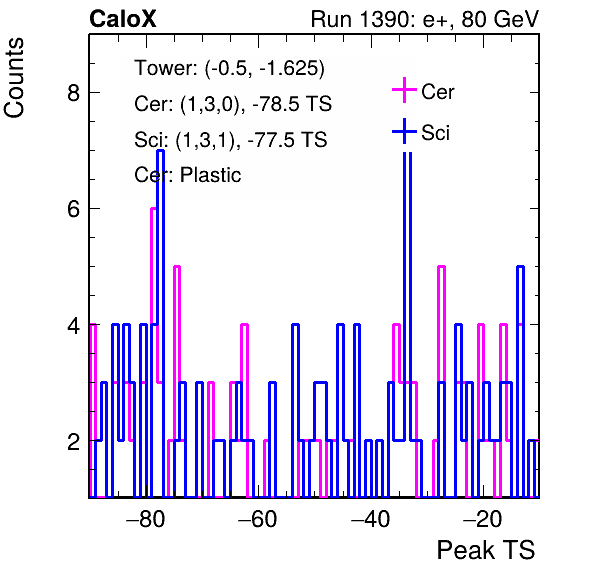 CaloX Run 1390: e+, 80 GeV
Counts
Tower: (-0.5, -1.625)
Cer: (1,3,0), -78.5 TS
Sci: (1,3,1), -77.5 TS
Cer: Plastic
Cer
Sci
8
6
4
2
−80 −60 −40 −20
Peak TS